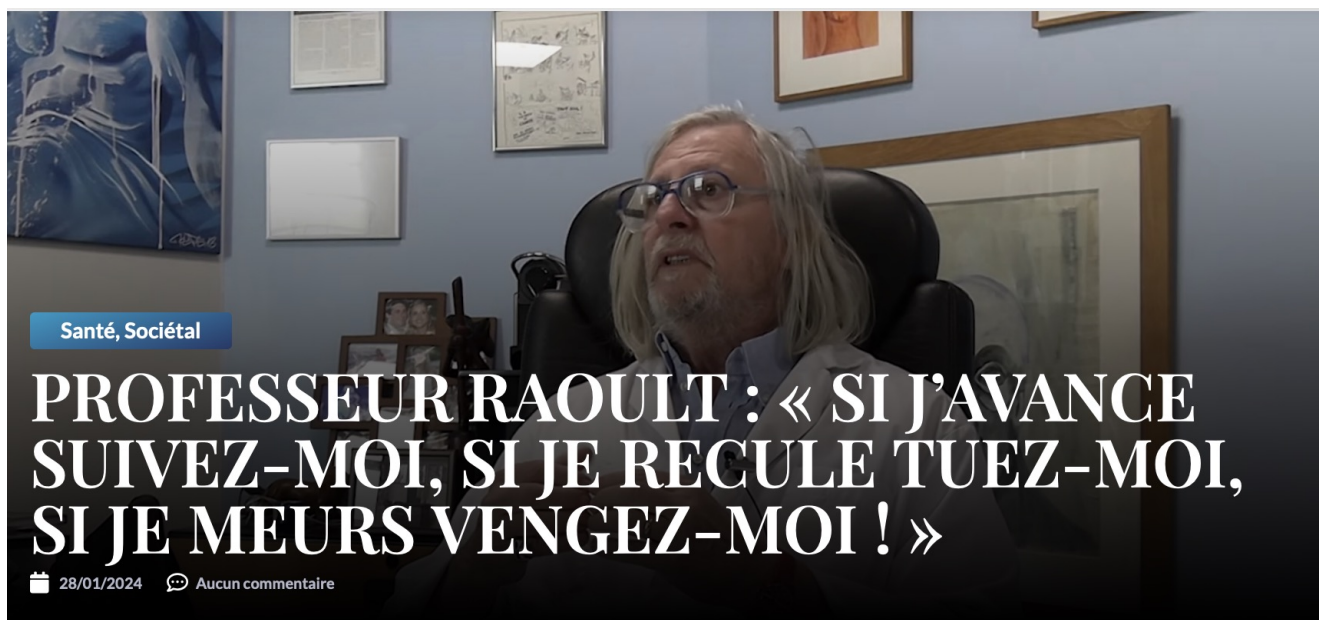 Santé, Sociétal
PROFESSEUR RAOULT : « SI J’AVANCE
SUIVEZ-MOI, SI JE RECULE TUEZ-MOI,
SI JE MEURS VENGEZ-MOI ! »
28/01/2024 Aucun commentaire